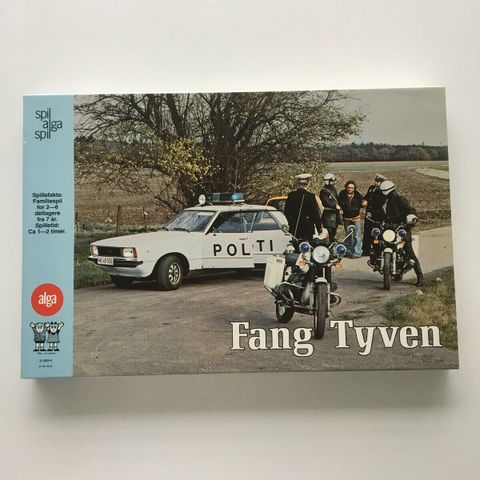 spil
alga
spil
Spillefakta:
Familiespil
for 2—6
deltagere
fra 7 år.
Spilletid:
Ca 1—2 timer.
alga
POLTI
Fang Tyven